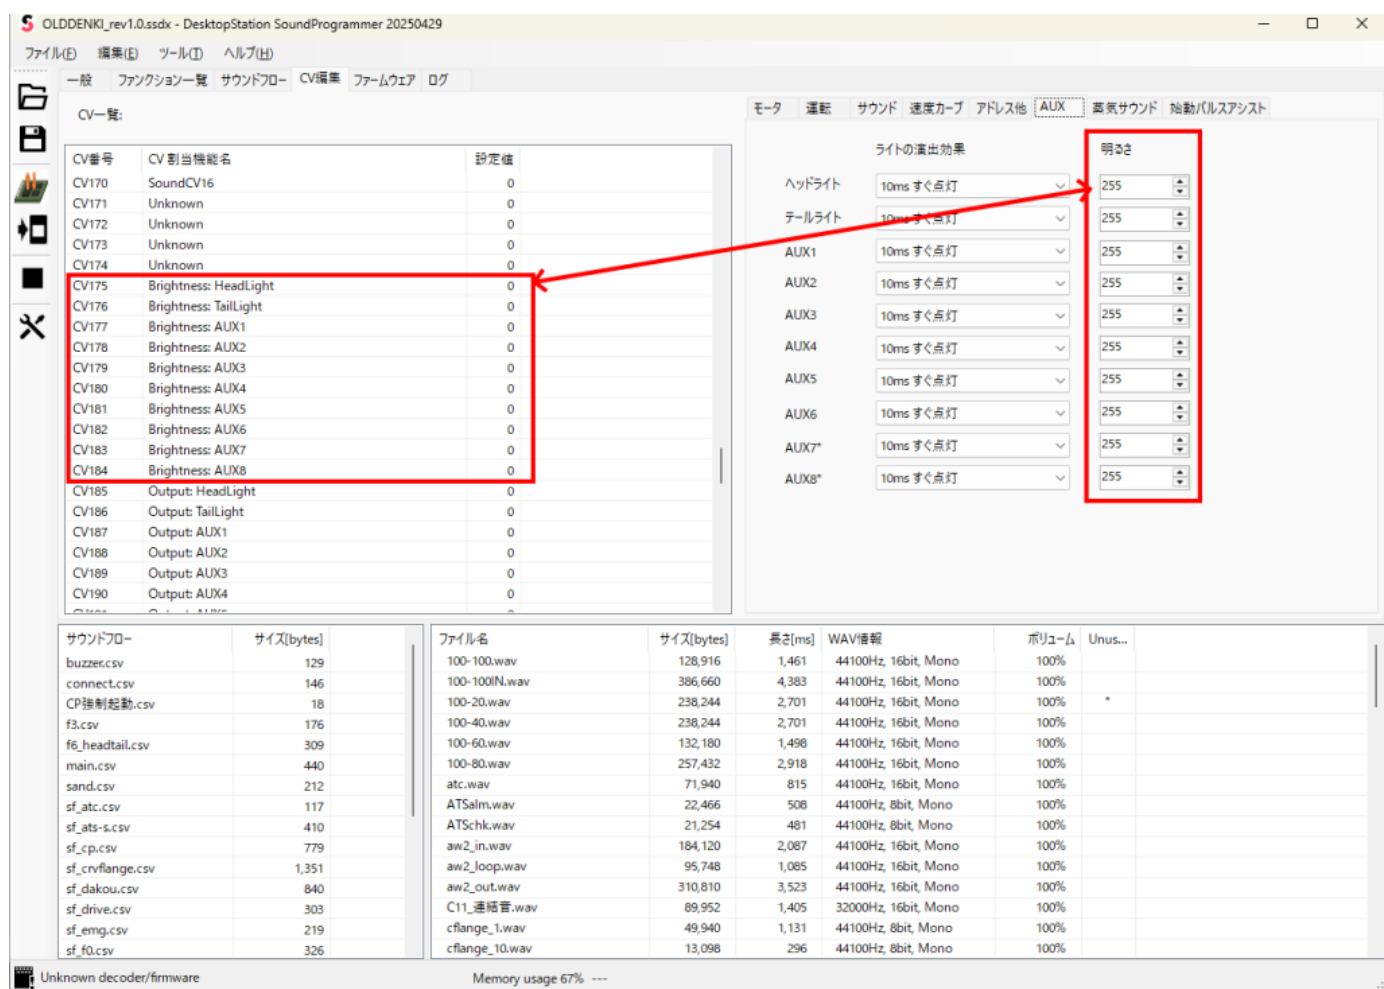 OLDDENKI_rev1.0.ssdx - DesktopStation SoundProgrammer 20250429
ファイル(F) 編集(E) ツール(T) ヘルプ(H)
一般 ファンクション一覧 サウンドフロー CV編集 ファームウェア ログ
CV一覧:
CV番号 CV 割当機能名 設定値
CV170 SoundCV16 0
CV171 Unknown 0
CV172 Unknown 0
CV173 Unknown 0
CV174 Unknown 0
CV175 Brightness: HeadLight 0
CV176 Brightness: TailLight 0
CV177 Brightness: AUX1 0
CV178 Brightness: AUX2 0
CV179 Brightness: AUX3 0
CV180 Brightness: AUX4 0
CV181 Brightness: AUX5 0
CV182 Brightness: AUX6 0
CV183 Brightness: AUX7 0
CV184 Brightness: AUX8 0
CV185 Output: HeadLight 0
CV186 Output: TailLight 0
CV187 Output: AUX1 0
CV188 Output: AUX2 0
CV189 Output: AUX3 0
CV190 Output: AUX4 0
モータ 運転 サウンド 速度カーブ アドレス他 AUX 蒸気サウンド 始動パルスアシスト
ライトの演出効果 明るさ
ヘッドライト 10ms すぐ点灯 255
テールライト 10ms すぐ点灯 255
AUX1 10ms すぐ点灯 255
AUX2 10ms すぐ点灯 255
AUX3 10ms すぐ点灯 255
AUX4 10ms すぐ点灯 255
AUX5 10ms すぐ点灯 255
AUX6 10ms すぐ点灯 255
AUX7* 10ms すぐ点灯 255
AUX8* 10ms すぐ点灯 255
サウンドフロー サイズ[bytes]
buzzer.csv 129
connect.csv 146
CP強制起動.csv 18
f3.csv 176
f6_headtail.csv 309
main.csv 440
sand.csv 212
sf_atc.csv 117
sf_ats-s.csv 410
sf_cp.csv 779
sf_crvflange.csv 1,351
sf_dakou.csv 840
sf_drive.csv 303
sf_emg.csv 219
sf_f0.csv 326
ファイル名 サイズ[bytes] 長さ[ms] WAV情報 ボリューム Unus...
100-100.wav 128,916 1,461 44100Hz, 16bit, Mono 100%
100-100IN.wav 386,660 4,383 44100Hz, 16bit, Mono 100%
100-20.wav 238,244 2,701 44100Hz, 16bit, Mono 100% *
100-40.wav 238,244 2,701 44100Hz, 16bit, Mono 100%
100-60.wav 132,180 1,498 44100Hz, 16bit, Mono 100%
100-80.wav 257,432 2,918 44100Hz, 16bit, Mono 100%
atc.wav 71,940 815 44100Hz, 16bit, Mono 100%
ATSalm.wav 22,466 508 44100Hz, 8bit, Mono 100%
ATSchk.wav 21,254 481 44100Hz, 8bit, Mono 100%
aw2_in.wav 184,120 2,087 44100Hz, 16bit, Mono 100%
aw2_loop.wav 95,748 1,085 44100Hz, 16bit, Mono 100%
aw2_out.wav 310,810 3,523 44100Hz, 16bit, Mono 100%
C11_連結音.wav 89,952 1,405 32000Hz, 16bit, Mono 100%
cflange_1.wav 49,940 1,131 44100Hz, 8bit, Mono 100%
cflange_10.wav 13,098 296 44100Hz, 8bit, Mono 100%
Unknown decoder/firmware Memory usage 67% ---